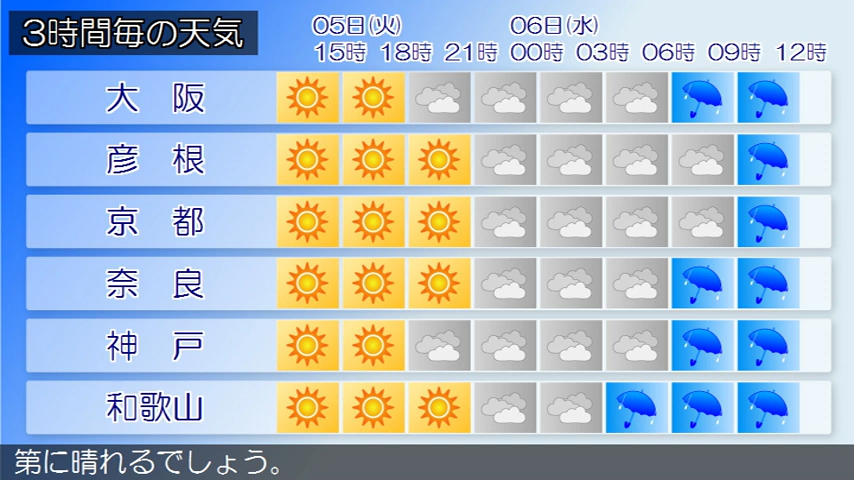 3時間毎の天気
05日(火) 06日(水)
15時 18時 21時 00時 03時 06時 09時 12時
大阪
彦根
京都
奈良
神戸
和歌山
第に晴れるでしょう。